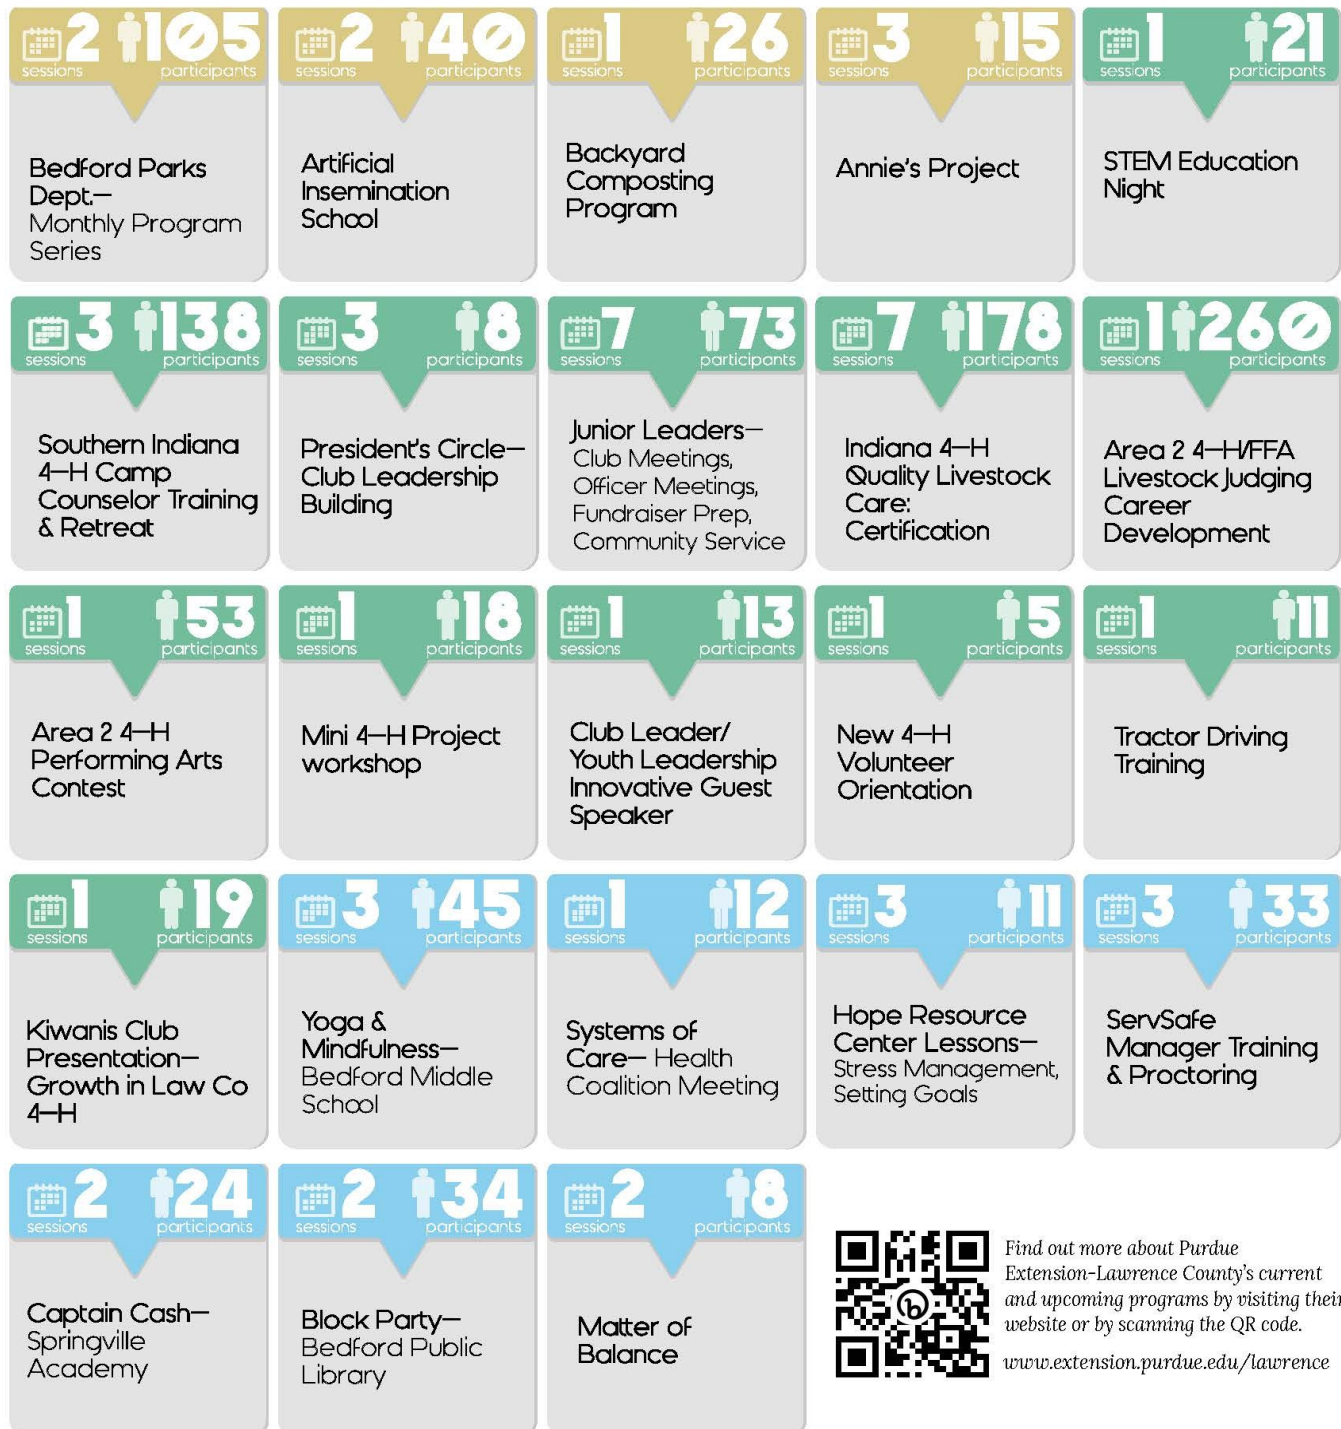 2 105
sessions participants
Bedford Parks
Dept.—
Monthly Program
Series
2 40
sessions participants
Artificial
Insemination
School
1 26
sessions participants
Backyard
Composting
Program
3 15
sessions participants
Annie's Project
1 21
sessions participants
STEM Education
Night
3 138
sessions participants
Southern Indiana
4—H Camp
Counselor Training
& Retreat
3 8
sessions participants
President's Circle—
Club Leadership
Building
7 73
sessions participants
Junior Leaders—
Club Meetings,
Officer Meetings,
Fundraiser Prep,
Community Service
7 178
sessions participants
Indiana 4—H
Quality Livestock
Care:
Certification
1 260
sessions participants
Area 2 4—H/FFA
Livestock Judging
Career
Development
1 53
sessions participants
Area 2 4—H
Performing Arts
Contest
1 18
sessions participants
Mini 4—H Project
workshop
1 13
sessions participants
Club Leader/
Youth Leadership
Innovative Guest
Speaker
1 5
sessions participants
New 4—H
Volunteer
Orientation
1 11
sessions participants
Tractor Driving
Training
1 19
sessions participants
Kiwanis Club
Presentation—
Growth in Law Co
4—H
3 45
sessions participants
Yoga &
Mindfulness—
Bedford Middle
School
1 12
sessions participants
Systems of
Care— Health
Coalition Meeting
3 11
sessions participants
Hope Resource
Center Lessons—
Stress Management,
Setting Goals
3 33
sessions participants
ServSafe
Manager Training
& Proctoring
2 24
sessions participants
Captain Cash—
Springville
Academy
2 34
sessions participants
Block Party—
Bedford Public
Library
2 8
sessions participants
Matter of
Balance
Find out more about Purdue
Extension-Lawrence County's current
and upcoming programs by visiting their
website or by scanning the QR code.
www.extension.purdue.edu/lawrence